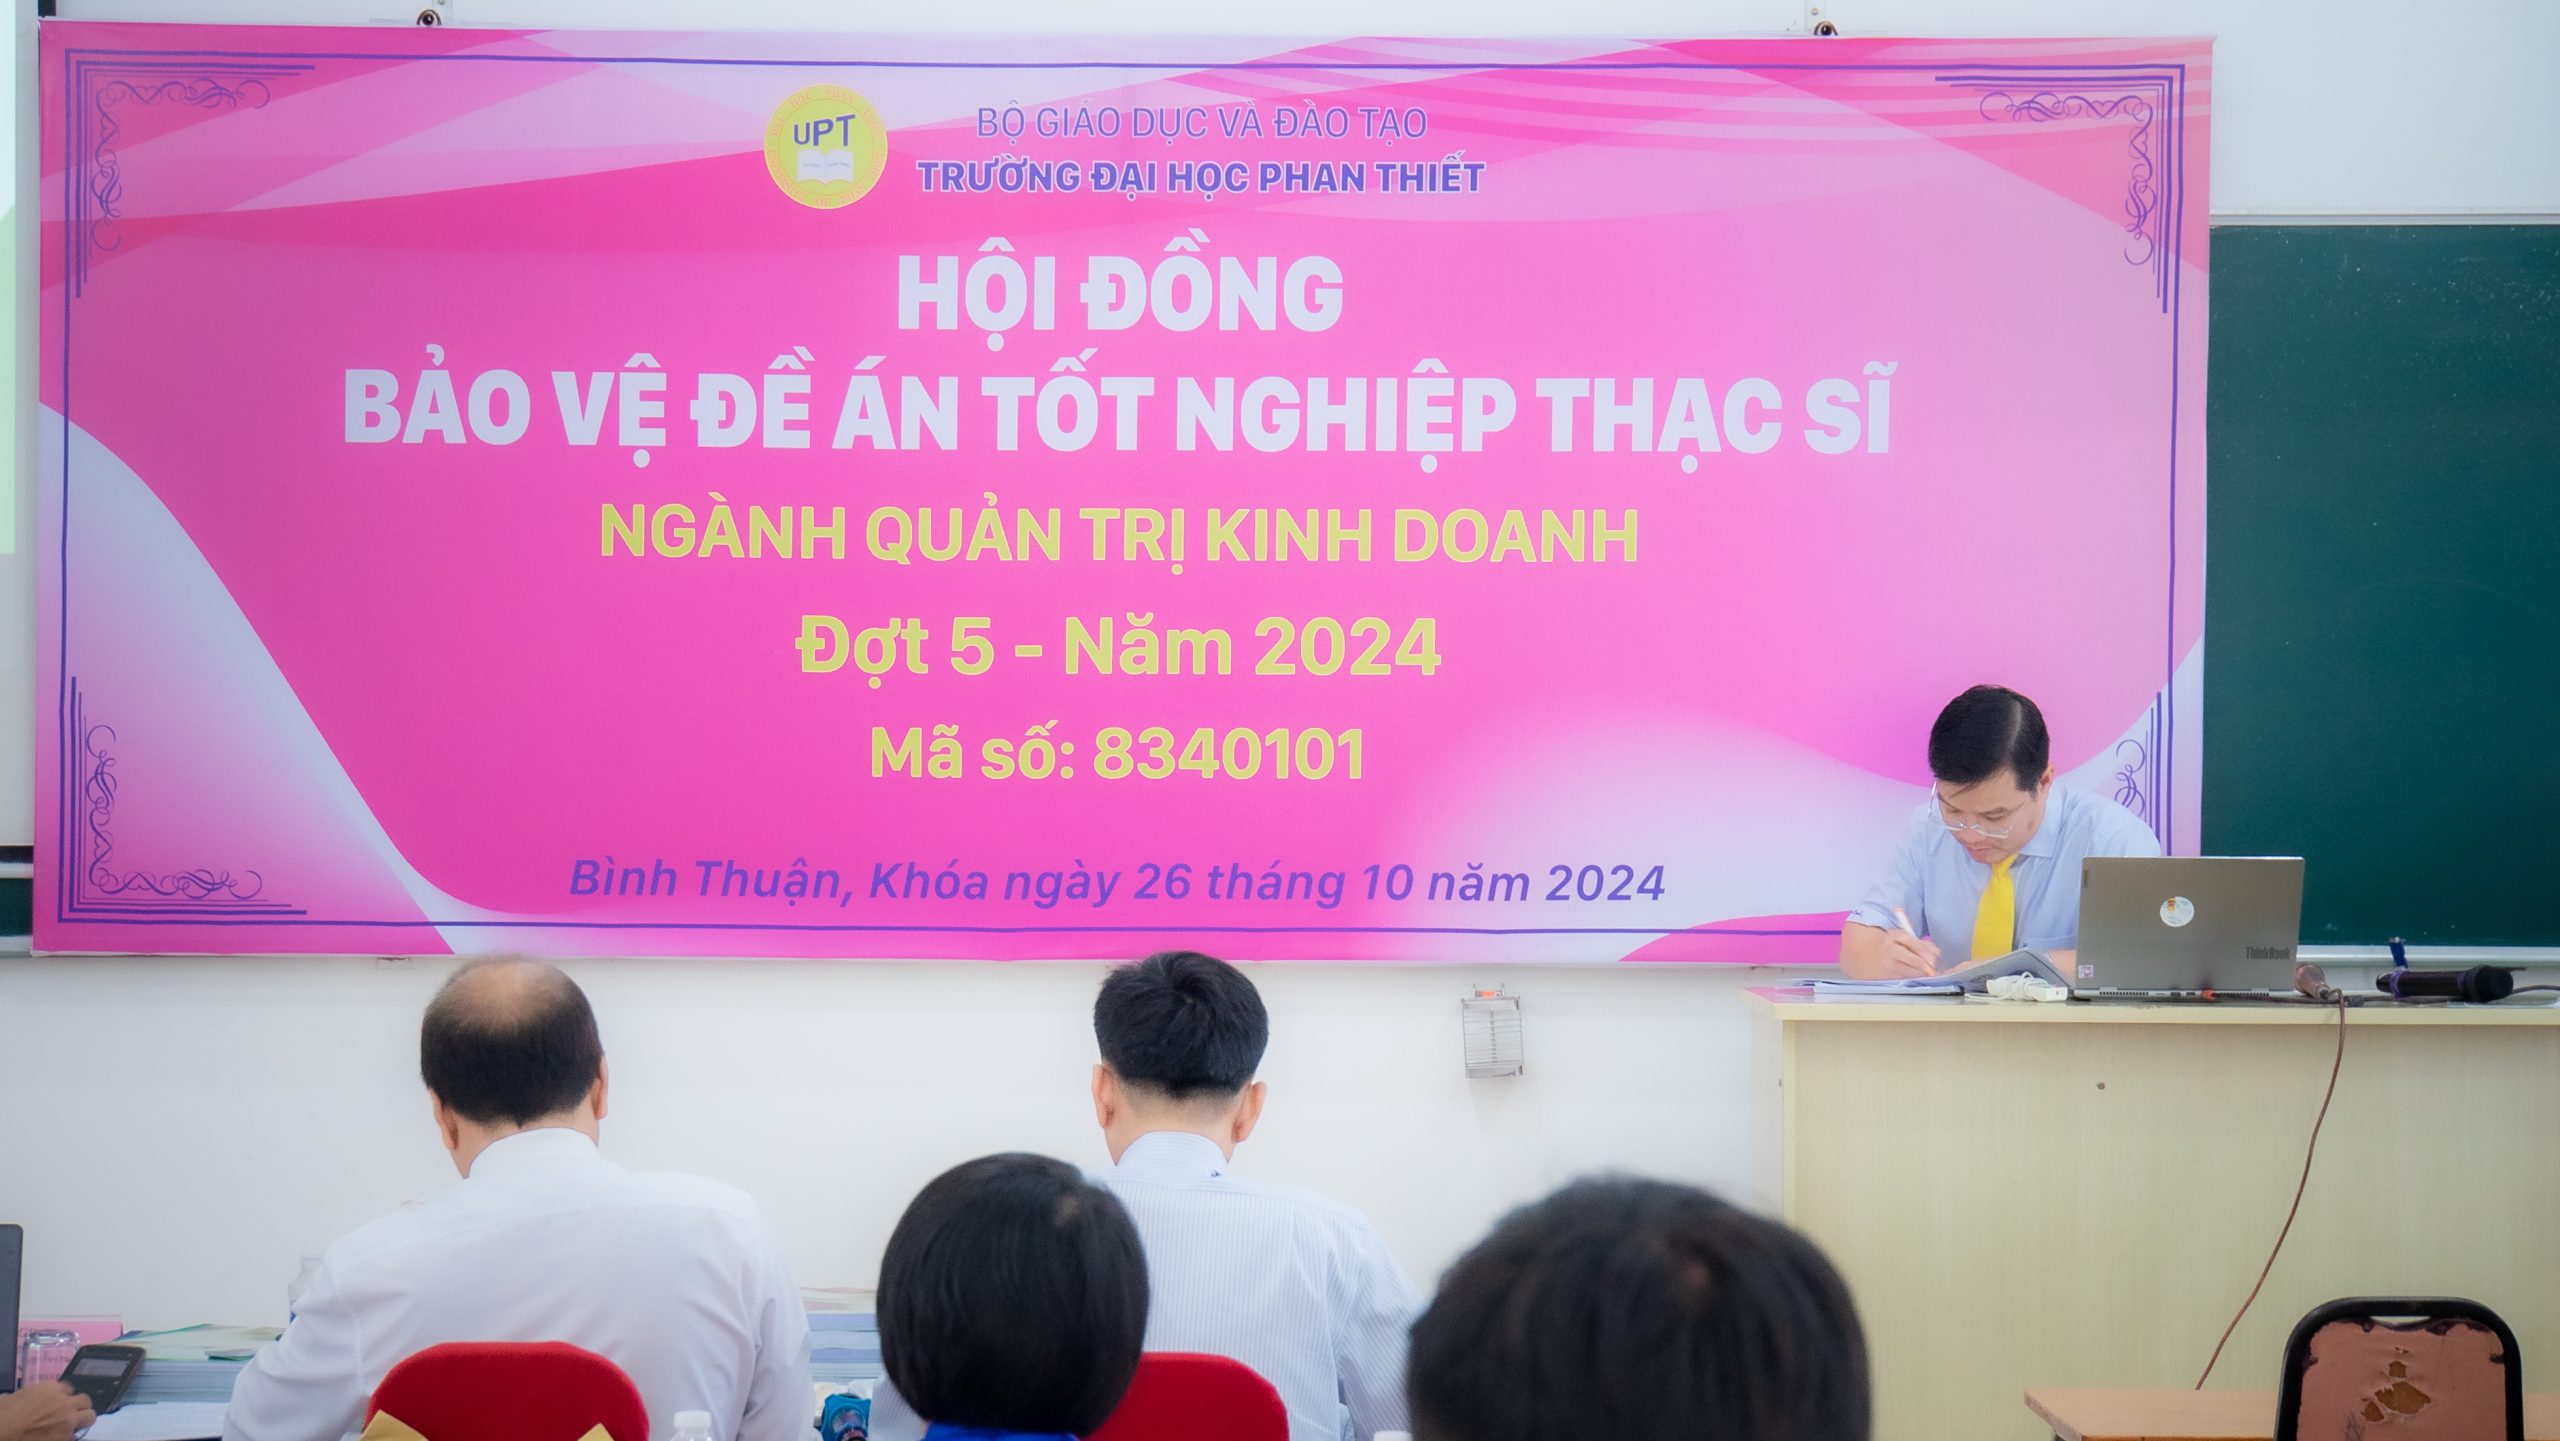 UPT
BỘ GIÁO DỤC VÀ ĐÀO TẠO
TRƯỜNG ĐẠI HỌC PHAN THIẾT
HỘI ĐỒNG
BẢO VỆ ĐỀ ÁN TỐT NGHIỆP THẠC SĨ
NGÀNH QUẢN TRỊ KINH DOANH
Đợt 5 - Năm 2024
Mã số: 8340101
Bình Thuận, Khóa ngày 26 tháng 10 năm 2024
ThinkBook